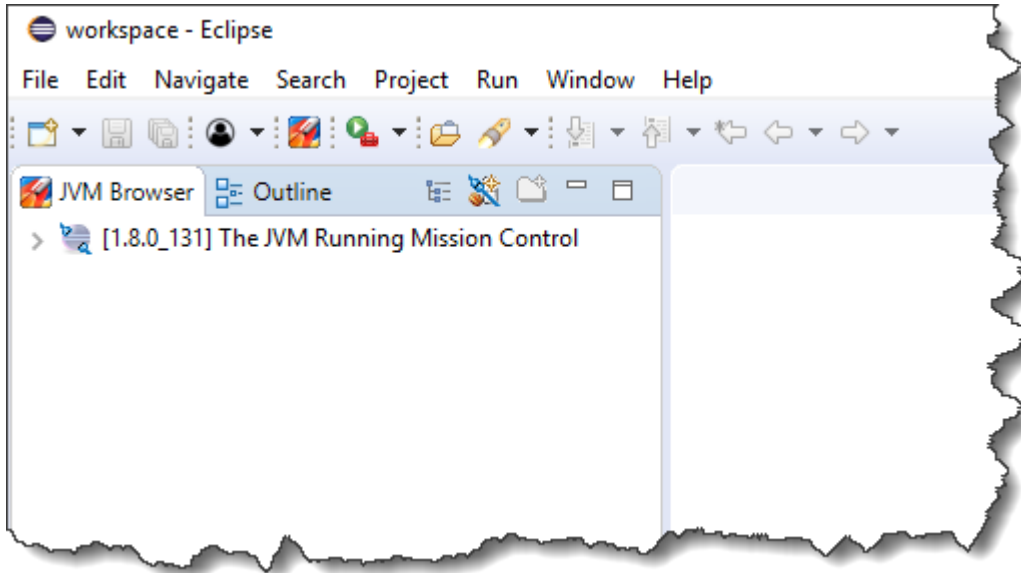 workspace - Eclipse
File Edit Navigate Search Project Run Window Help
JVM Browser Outline
[1.8.0_131] The JVM Running Mission Control